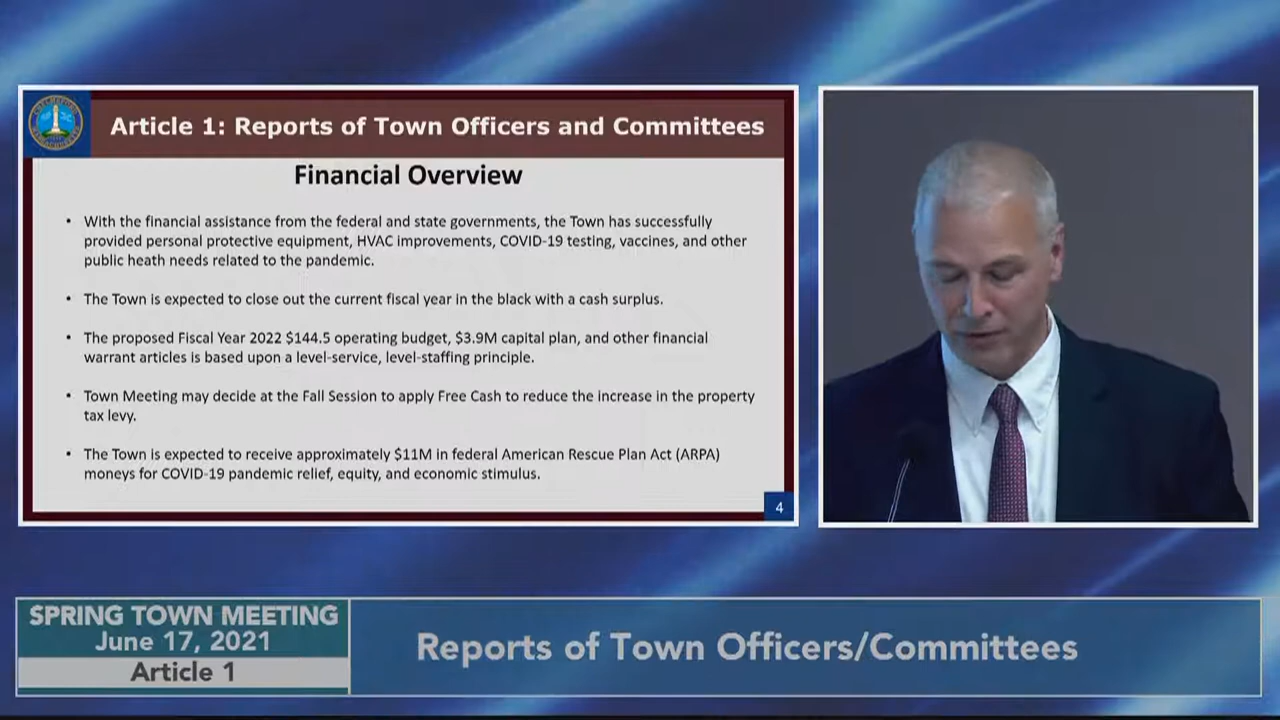 Article 1: Reports of Town Officers and Committees
Financial Overview
• With the financial assistance from the federal and state governments, the Town has successfully
provided personal protective equipment, HVAC improvements, COVID-19 testing, vaccines, and other
public heath needs related to the pandemic.
• The Town is expected to close out the current fiscal year in the black with a cash surplus.
• The proposed Fiscal Year 2022 $144.5 operating budget, $3.9M capital plan, and other financial
warrant articles is based upon a level-service, level-staffing principle.
• Town Meeting may decide at the Fall Session to apply Free Cash to reduce the increase in the property
tax levy.
• The Town is expected to receive approximately $11M in federal American Rescue Plan Act (ARPA)
moneys for COVID-19 pandemic relief, equity, and economic stimulus.
4
SPRING TOWN MEETING
June 17, 2021
Article 1
Reports of Town Officers/Committees